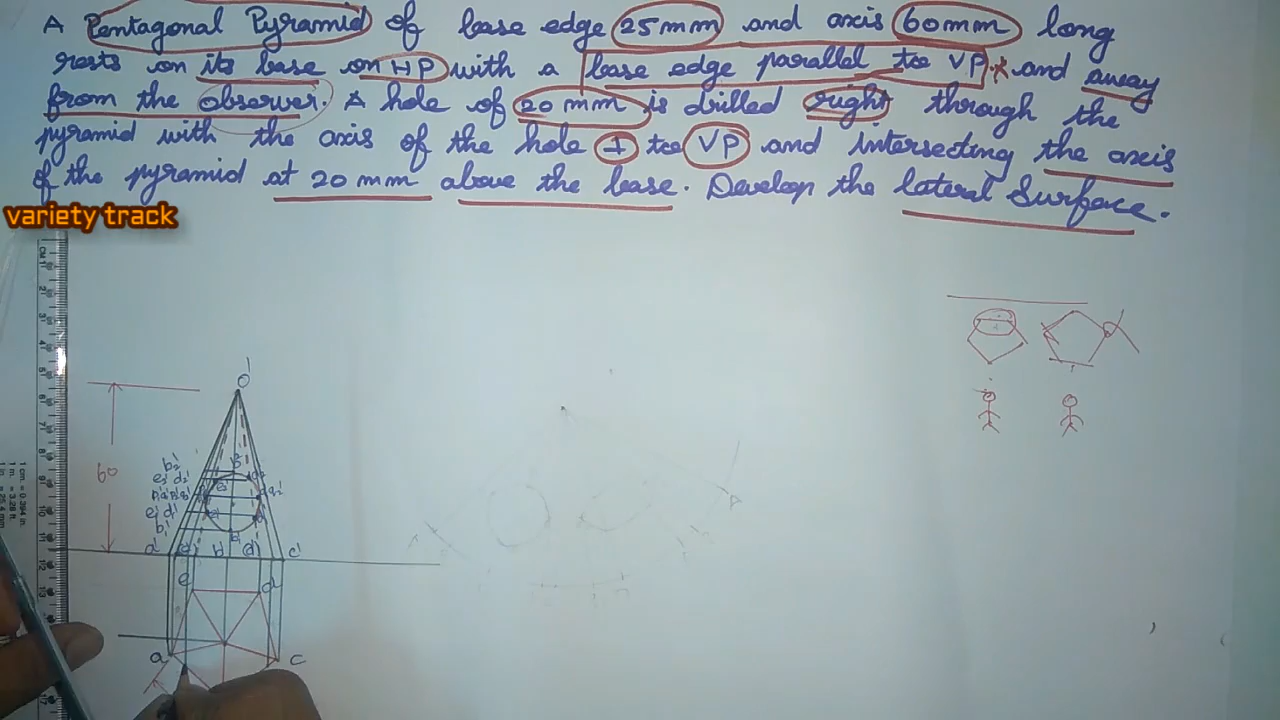 A Pentagonal Pyramid of base edge 25mm and axis 60mm long
rests on its base on HP with a base edge parallel to VP and away
from the observer. A hole of 20 mm is drilled right through the
pyramid with the axis of the hole ⊥ to VP and intersecting the axis
of the pyramid at 20 mm above the base. Develop the lateral Surface.
variety track
O'
60
a' b' c'
e d
a c
A